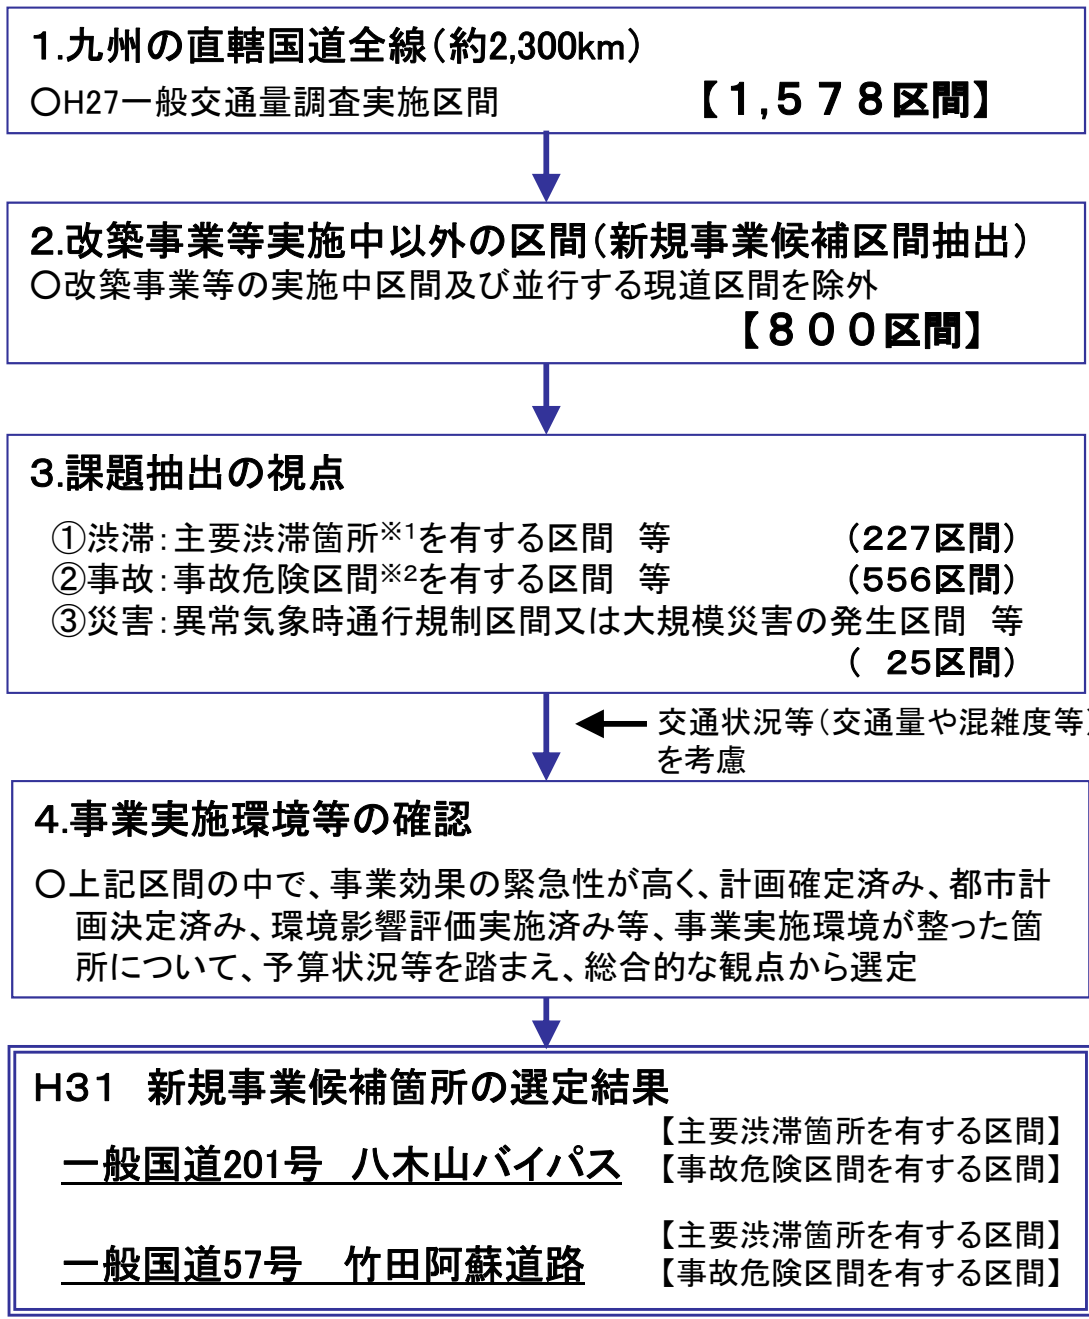 1.九州の直轄国道全線(約2,300km)
○H27一般交通量調査実施区間 【1,578区間】
2.改築事業等実施中以外の区間(新規事業候補区間抽出)
○改築事業等の実施中区間及び並行する現道区間を除外
【800区間】
3.課題抽出の視点
①渋滞:主要渋滞箇所※1を有する区間 等 (227区間)
②事故:事故危険区間※2を有する区間 等 (556区間)
③災害:異常気象時通行規制区間又は大規模災害の発生区間 等
( 25区間)
交通状況等(交通量や混雑度等)
を考慮
4.事業実施環境等の確認
○上記区間の中で、事業効果の緊急性が高く、計画確定済み、都市計
画決定済み、環境影響評価実施済み等、事業実施環境が整った箇
所について、予算状況等を踏まえ、総合的な観点から選定
H31 新規事業候補箇所の選定結果
【主要渋滞箇所を有する区間】
一般国道201号 八木山バイパス 【事故危険区間を有する区間】
【主要渋滞箇所を有する区間】
一般国道57号 竹田阿蘇道路 【事故危険区間を有する区間】